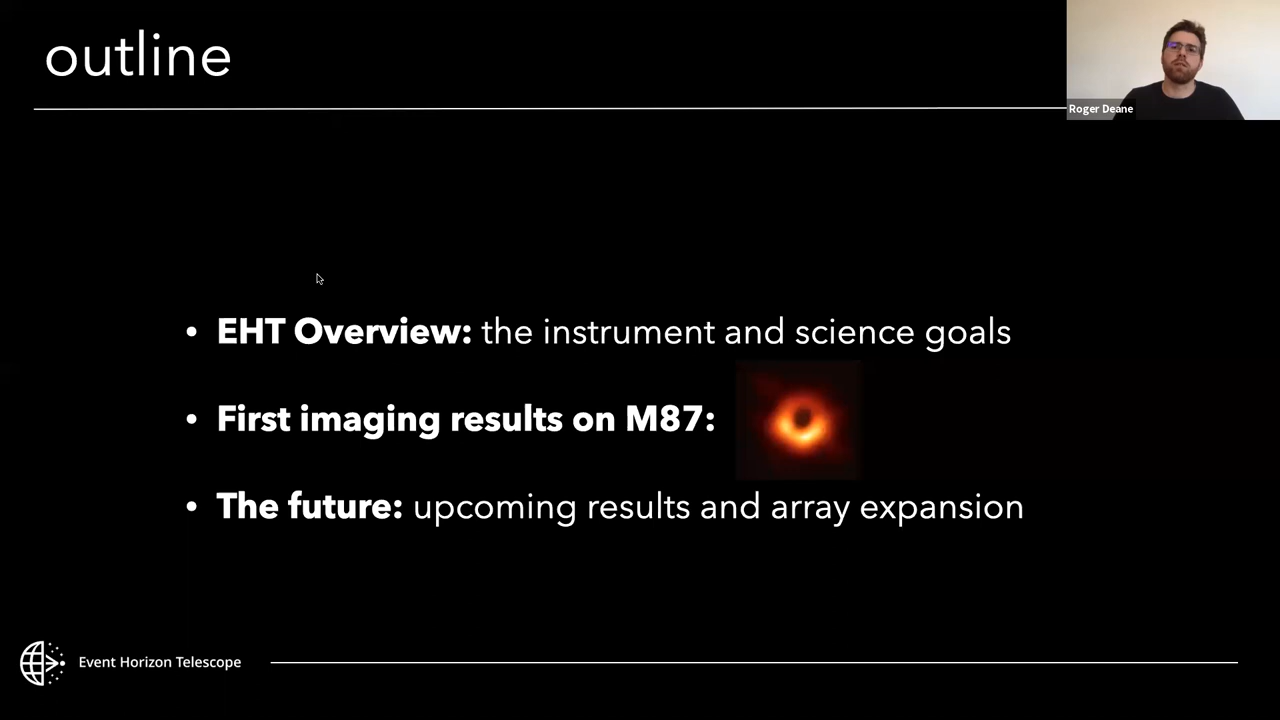 outline
Roger Deane
• EHT Overview: the instrument and science goals
• First imaging results on M87:
• The future: upcoming results and array expansion
Event Horizon Telescope